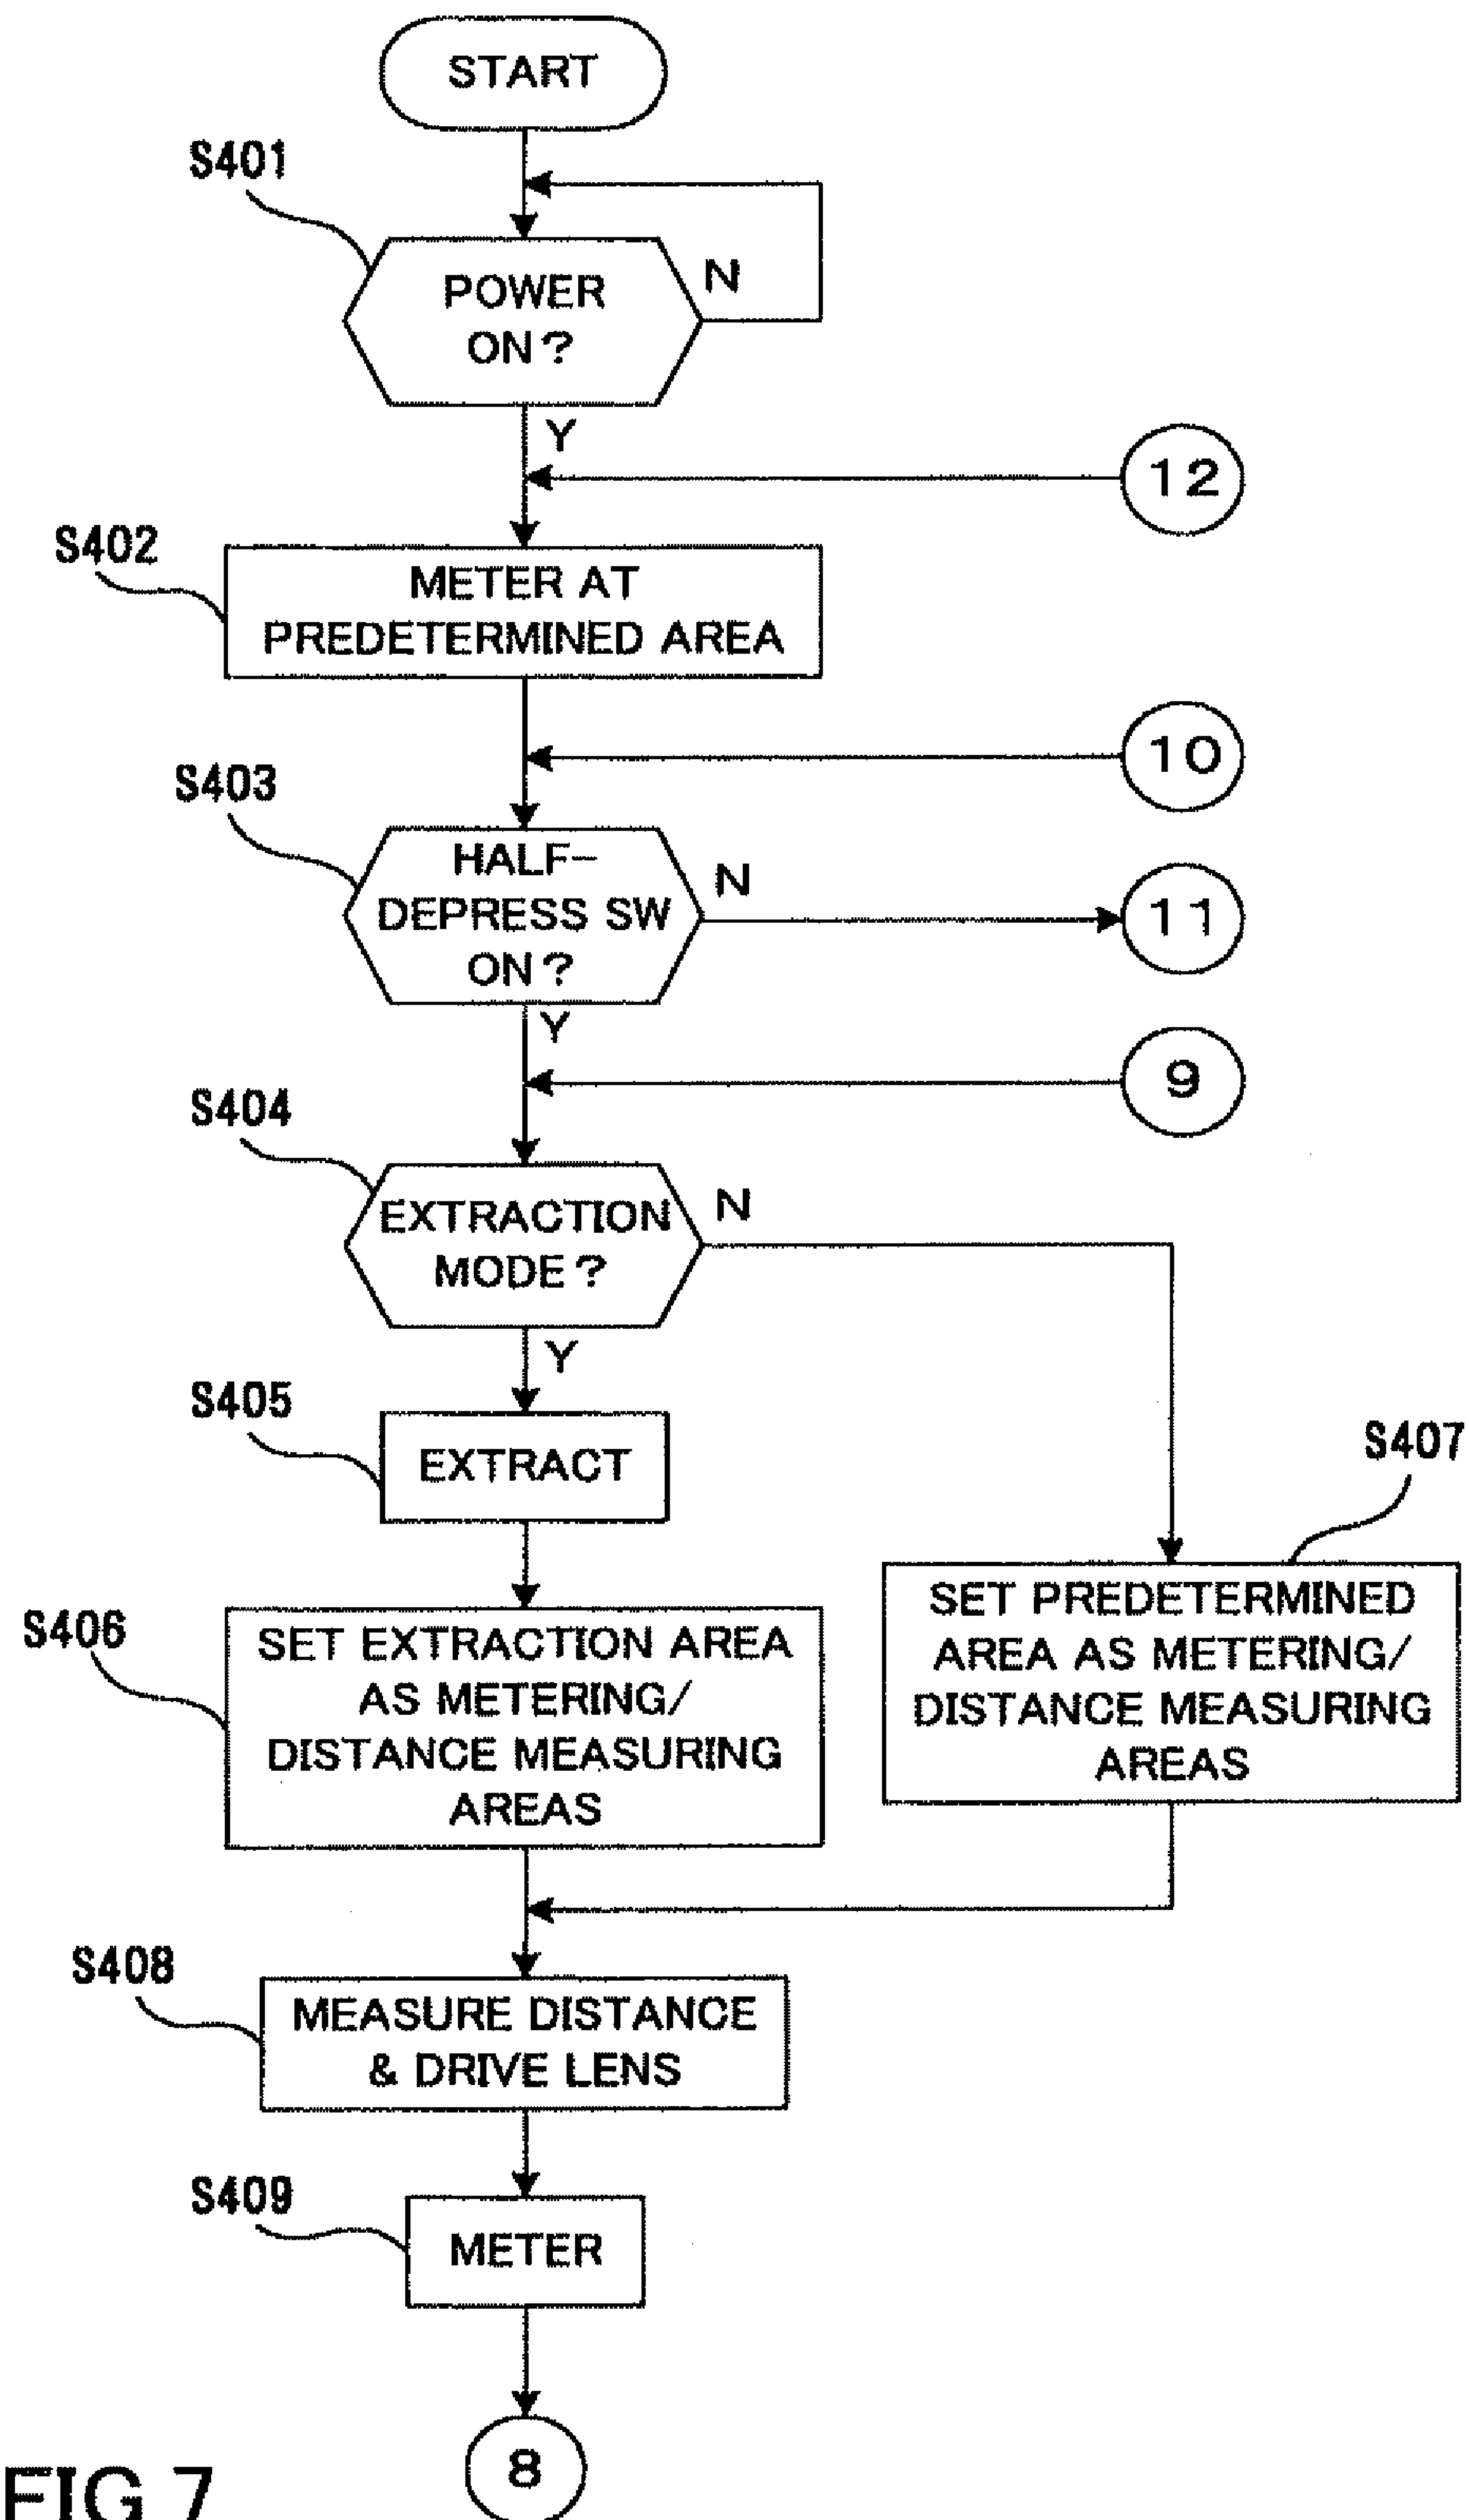 START
S401
POWER
ON?
N
Y
12
S402
METER AT
PREDETERMINED AREA
10
S403
HALF-
DEPRESS SW
ON?
N
11
Y
9
S404
EXTRACTION
MODE?
N
Y
S405
EXTRACT
S407
SET PREDETERMINED
AREA AS METERING/
DISTANCE MEASURING
AREAS
S406
SET EXTRACTION AREA
AS METERING/
DISTANCE MEASURING
AREAS
S408
MEASURE DISTANCE
& DRIVE LENS
S409
METER
8
FIG.7